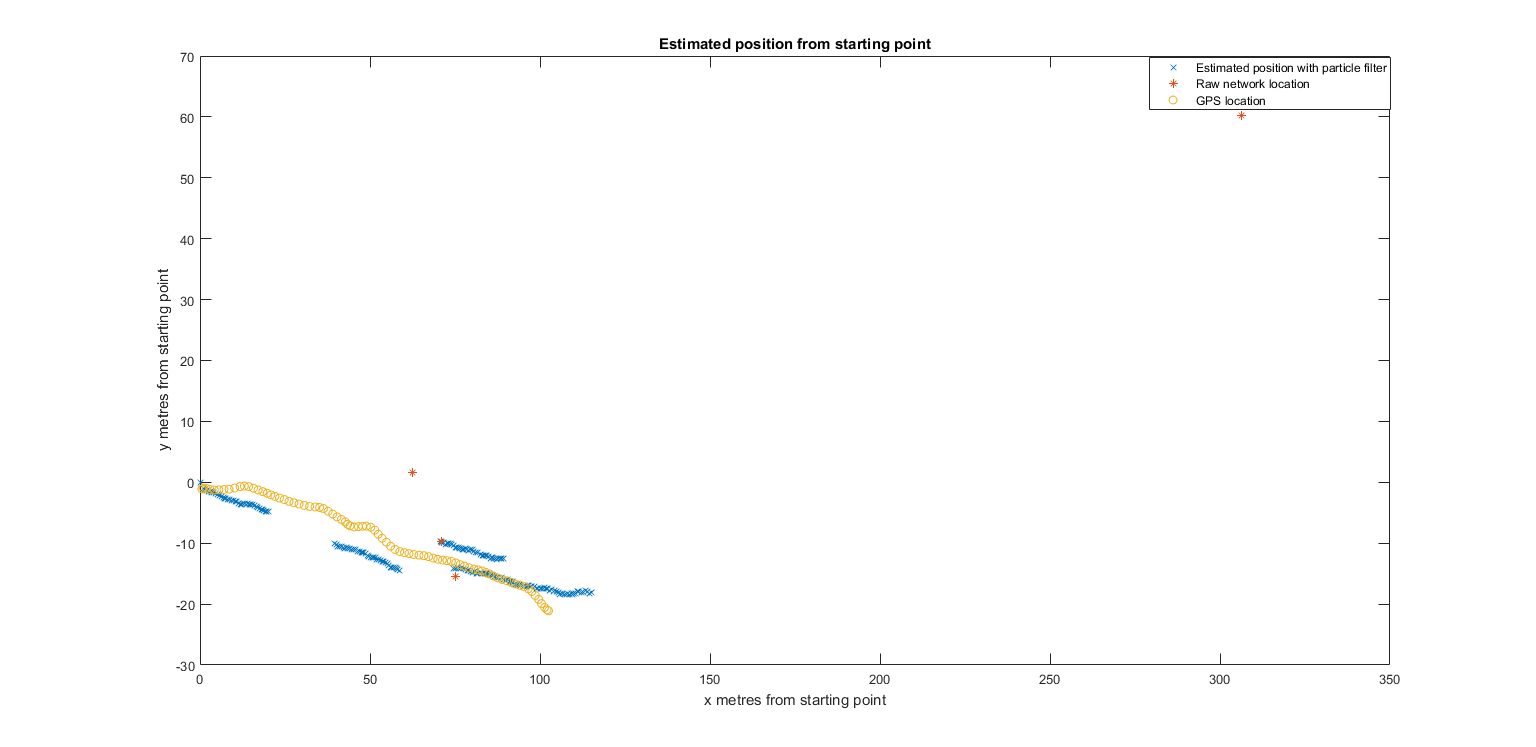 Estimated position from starting point
Estimated position with particle filter
Raw network location
GPS location
70
60
50
40
30
20
10
0
-10
-20
-30
y metres from starting point
0 50 100 150 200 250 300 350
x metres from starting point